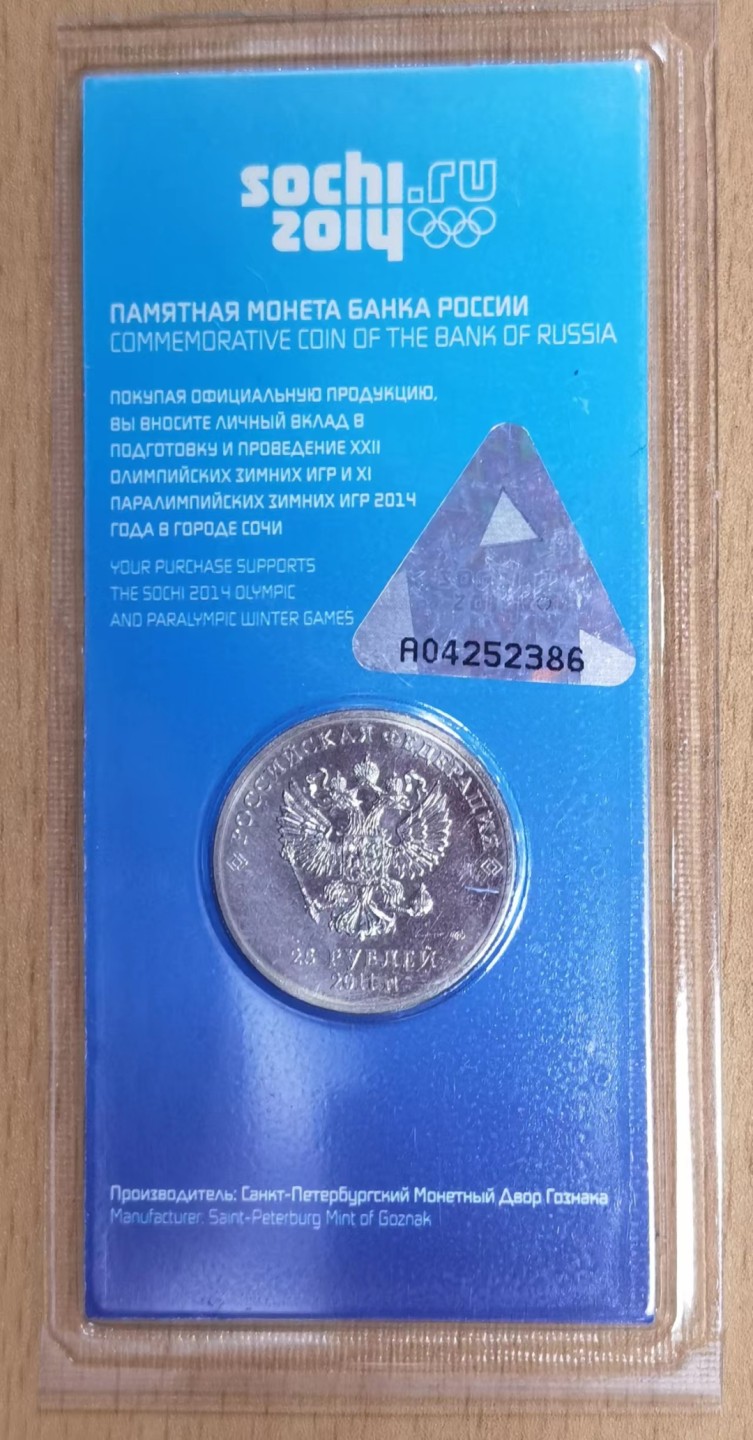 sochi.ru
2014
ПАМЯТНАЯ МОНЕТА БАНКА РОССИИ
COMMEMORATIVE COIN OF THE BANK OF RUSSIA
ПОКУПАЯ ОФИЦИАЛЬНУЮ ПРОДУКЦИЮ,
ВЫ ВНОСИТЕ ЛИЧНЫЙ ВКЛАД В
ПОДГОТОВКУ И ПРОВЕДЕНИЕ XXII
ОЛИМПИЙСКИХ ЗИМНИХ ИГР И XI
ПАРАЛИМПИЙСКИХ ЗИМНИХ ИГР 2014
ГОДА В ГОРОДЕ СОЧИ
YOUR PURCHASE SUPPORTS
THE SOCHI 2014 OLYMPIC
AND PARALYMPIC WINTER GAMES
A04252386
РОССИЙСКАЯ ФЕДЕРАЦИЯ
25 РУБЛЕЙ
2011 г.
Производитель: Санкт-Петербургский Монетный Двор Гознака
Manufacturer: Saint-Peterburg Mint of Goznak